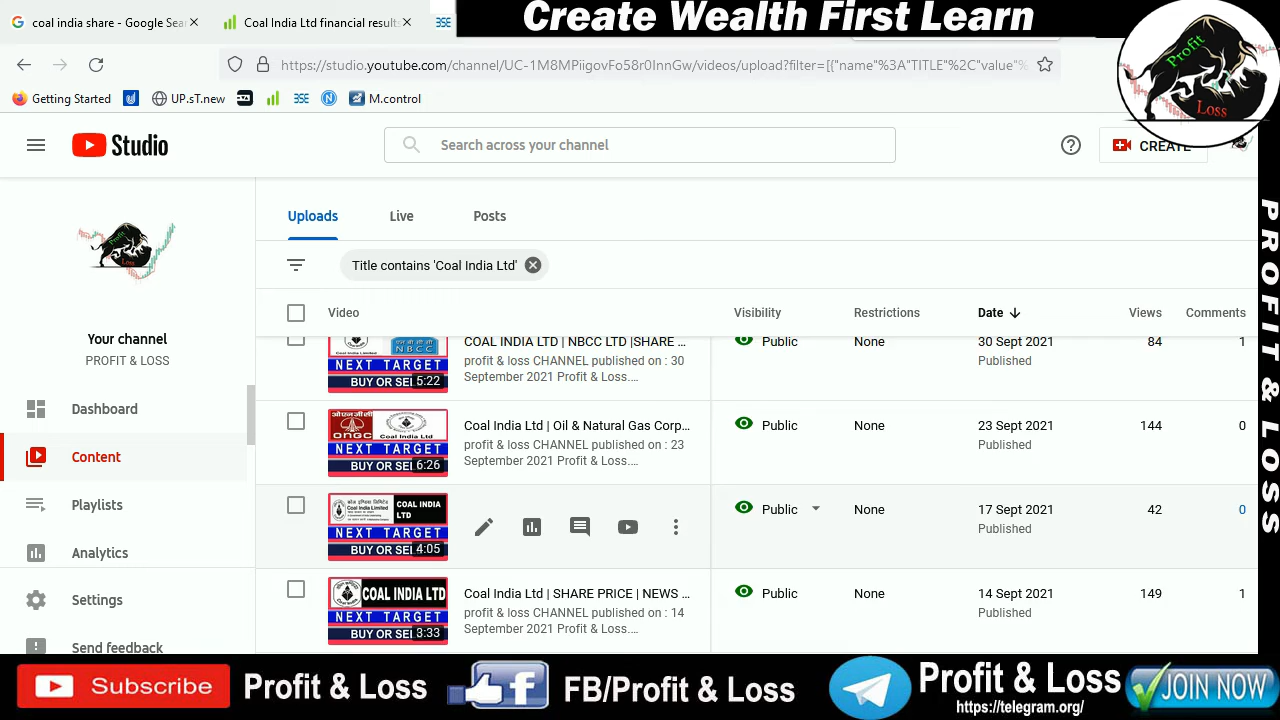 Create Wealth First Learn
coal india share - Google Sea
Coal India Ltd financial results
BSE
https://studio.youtube.com/channel/UC-1M8MPiigovFo58r0InnGw/videos/upload?filter=[{"name"%3A"TITLE"%2C"value"%
Getting Started
UP.sT.new
M.control
Profit
Loss
Studio
Search across your channel
CREATE
Uploads
Live
Posts
Title contains 'Coal India Ltd'
Video
Visibility
Restrictions
Date
Views
Comments
Your channel
PROFIT & LOSS
Dashboard
Content
Playlists
Analytics
Settings
Send feedback
NEXT TARGET
BUY OR SEL
5:22
COAL INDIA LTD | NBCC LTD |SHARE ...
profit & loss CHANNEL published on : 30
September 2021 Profit & Loss....
Public
None
30 Sept 2021
Published
84
1
ओएनजीसी
ONGC
Coal India Ltd
NEXT TARGET
BUY OR SEL
6:26
Coal India Ltd | Oil & Natural Gas Corp...
profit & loss CHANNEL published on : 23
September 2021 Profit & Loss....
Public
None
23 Sept 2021
Published
144
0
Coal India Limited
COAL INDIA
LTD
NEXT TARGET
BUY OR SEL
4:05
Public
None
17 Sept 2021
Published
42
0
COAL INDIA LTD
NEXT TARGET
BUY OR SEL
3:33
Coal India Ltd | SHARE PRICE | NEWS ...
profit & loss CHANNEL published on : 14
September 2021 Profit & Loss....
Public
None
14 Sept 2021
Published
149
1
PROFIT & LOSS
Subscribe
Profit & Loss
FB/Profit & Loss
Profit & Loss
https://telegram.org/
JOIN NOW